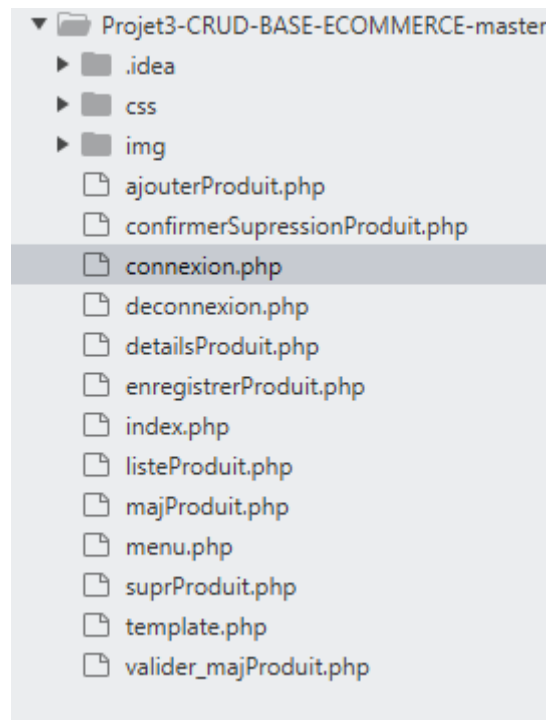 Projet3-CRUD-BASE-ECOMMERCE-master
.idea
css
img
ajouterProduit.php
confirmerSupressionProduit.php
connexion.php
deconnexion.php
detailsProduit.php
enregistrerProduit.php
index.php
listeProduit.php
majProduit.php
menu.php
suprProduit.php
template.php
valider_majProduit.php